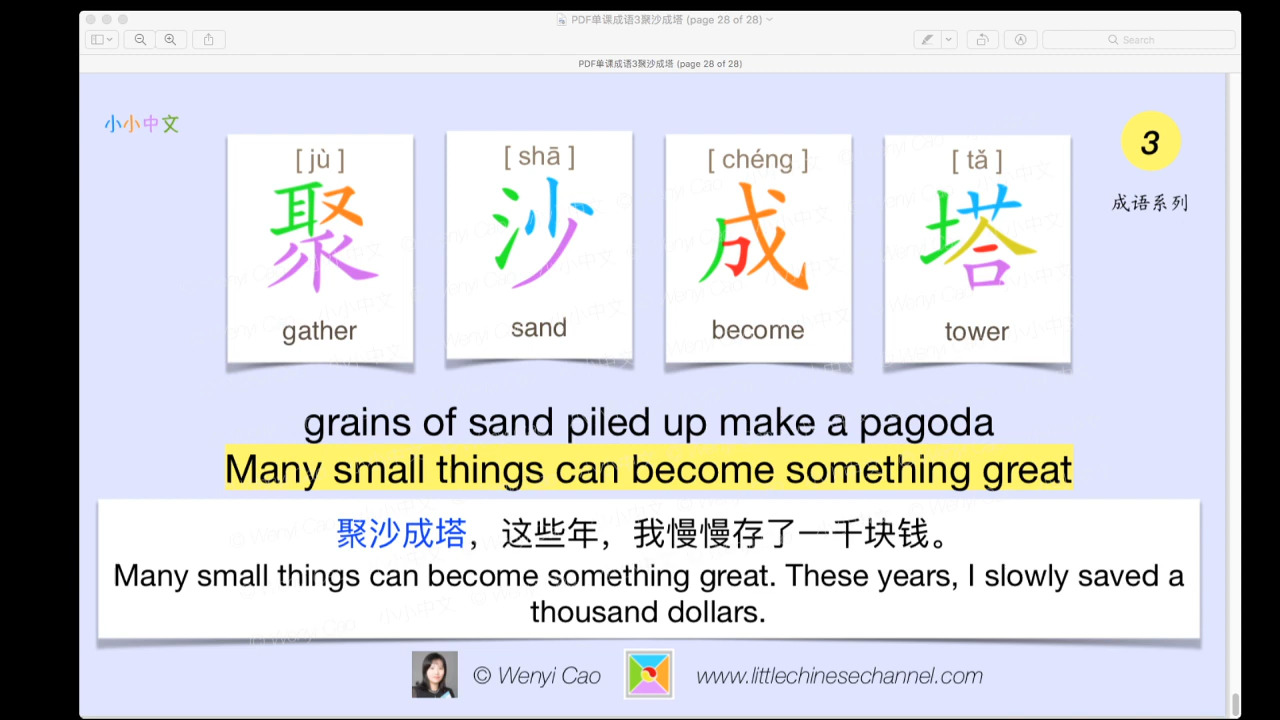 PDF单课成语3聚沙成塔 (page 28 of 28)
Search
PDF单课成语3聚沙成塔 (page 28 of 28)
小小中文
3
成语系列
[ jù ]
聚
gather
[ shā ]
沙
sand
[ chéng ]
成
become
[ tǎ ]
塔
tower
grains of sand piled up make a pagoda
Many small things can become something great
聚沙成塔，这些年，我慢慢存了一千块钱。
Many small things can become something great. These years, I slowly saved a
thousand dollars.
© Wenyi Cao
www.littlechinesechannel.com